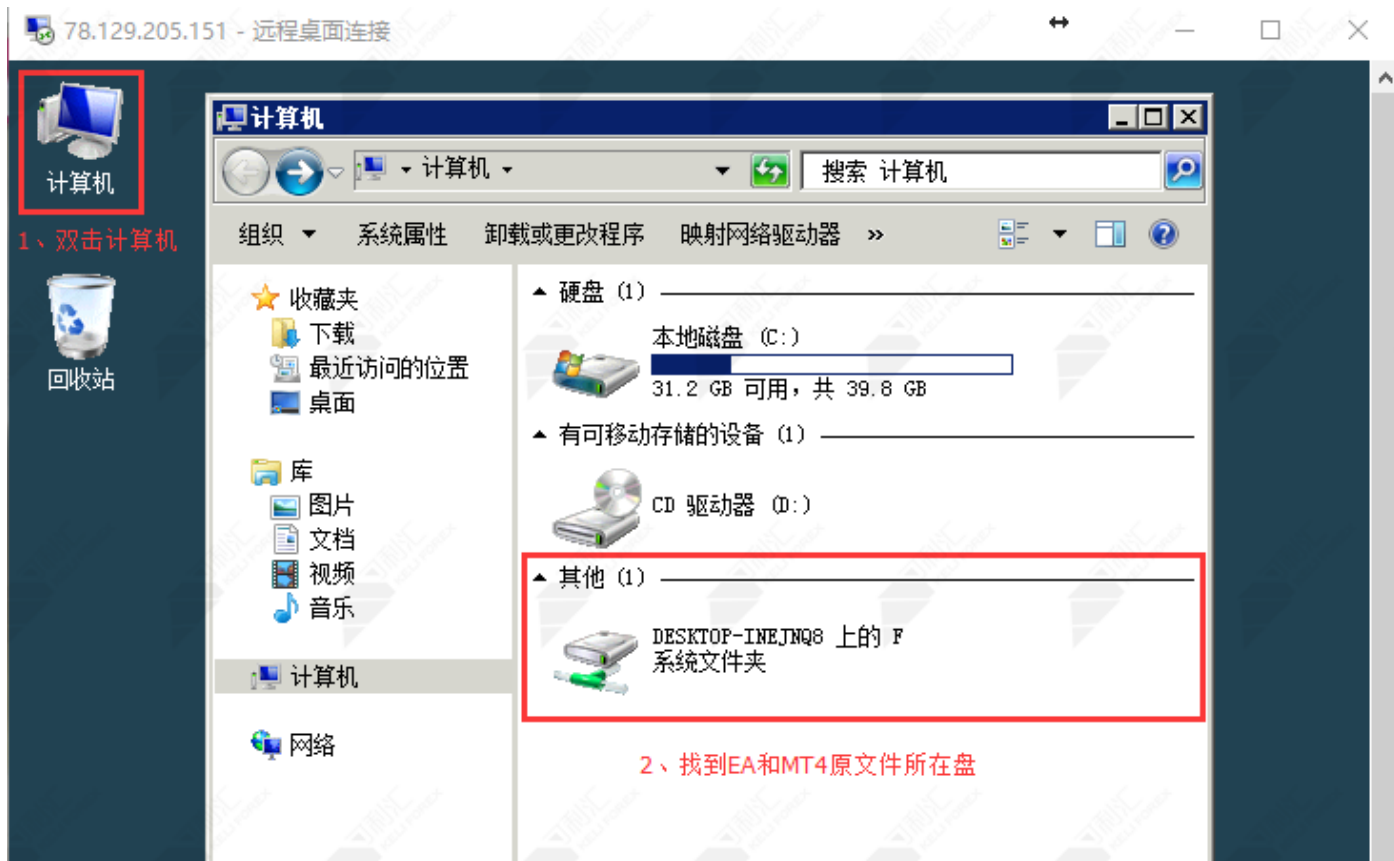 78.129.205.151 - 远程桌面连接
计算机
1、双击计算机
回收站
计算机
计算机
搜索 计算机
组织 系统属性 卸载或更改程序 映射网络驱动器 »
收藏夹
下载
最近访问的位置
桌面
库
图片
文档
视频
音乐
计算机
网络
硬盘 (1)
本地磁盘 (C:)
31.2 GB 可用，共 39.8 GB
有可移动存储的设备 (1)
CD 驱动器 (D:)
其他 (1)
DESKTOP-INEJNQ8 上的 F
系统文件夹
2、找到EA和MT4原文件所在盘